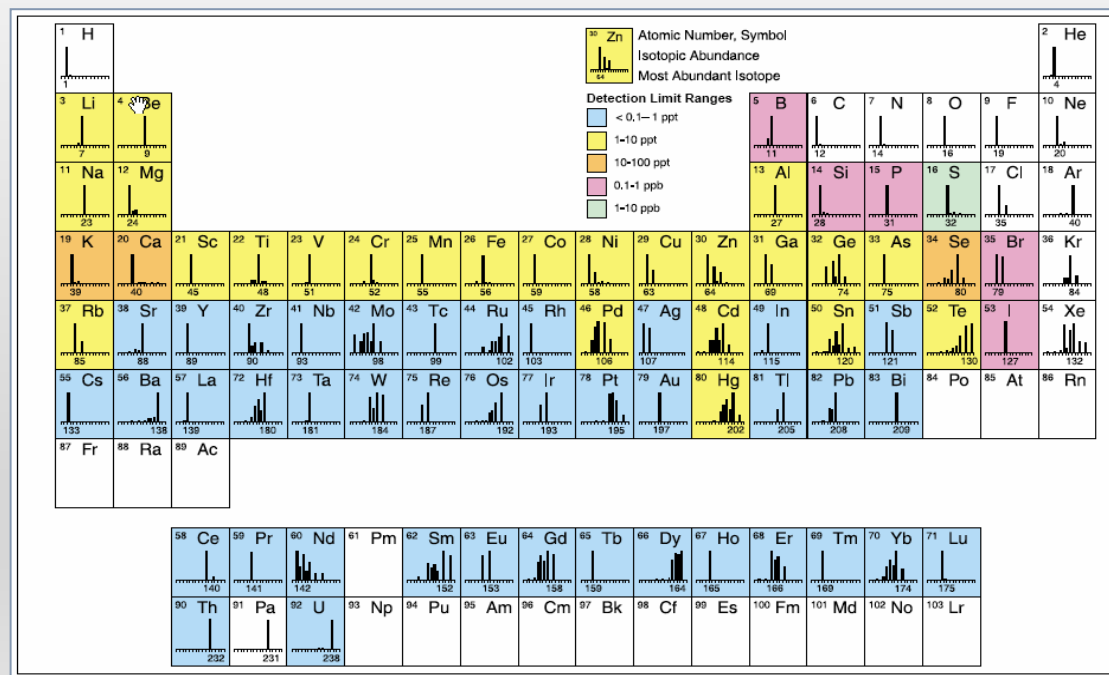 1 H
1
30 Zn
64
Atomic Number, Symbol
Isotopic Abundance
Most Abundant Isotope
2 He
4
Detection Limit Ranges
< 0.1– 1 ppt
1-10 ppt
10-100 ppt
0.1-1 ppb
1-10 ppb
3 Li 4 Be 5 B 6 C 7 N 8 O 9 F 10 Ne
7 9 11 12 14 16 19 20
11 Na 12 Mg 13 Al 14 Si 15 P 16 S 17 Cl 18 Ar
23 24 27 28 31 32 35 40
19 K 20 Ca 21 Sc 22 Ti 23 V 24 Cr 25 Mn 26 Fe 27 Co 28 Ni 29 Cu 30 Zn 31 Ga 32 Ge 33 As 34 Se 35 Br 36 Kr
39 40 45 48 51 52 55 56 59 58 63 64 69 74 75 80 79 84
37 Rb 38 Sr 39 Y 40 Zr 41 Nb 42 Mo 43 Tc 44 Ru 45 Rh 46 Pd 47 Ag 48 Cd 49 In 50 Sn 51 Sb 52 Te 53 I 54 Xe
85 88 89 90 93 98 99 102 103 106 107 114 115 120 121 130 127 132
55 Cs 56 Ba 57 La 72 Hf 73 Ta 74 W 75 Re 76 Os 77 Ir 78 Pt 79 Au 80 Hg 81 Tl 82 Pb 83 Bi 84 Po 85 At 86 Rn
133 138 139 180 181 184 187 192 193 195 197 202 205 208 209
87 Fr 88 Ra 89 Ac
58 Ce 59 Pr 60 Nd 61 Pm 62 Sm 63 Eu 64 Gd 65 Tb 66 Dy 67 Ho 68 Er 69 Tm 70 Yb 71 Lu
140 141 142 152 153 158 159 164 165 166 169 174 175
90 Th 91 Pa 92 U 93 Np 94 Pu 95 Am 96 Cm 97 Bk 98 Cf 99 Es 100 Fm 101 Md 102 No 103 Lr
232 231 238